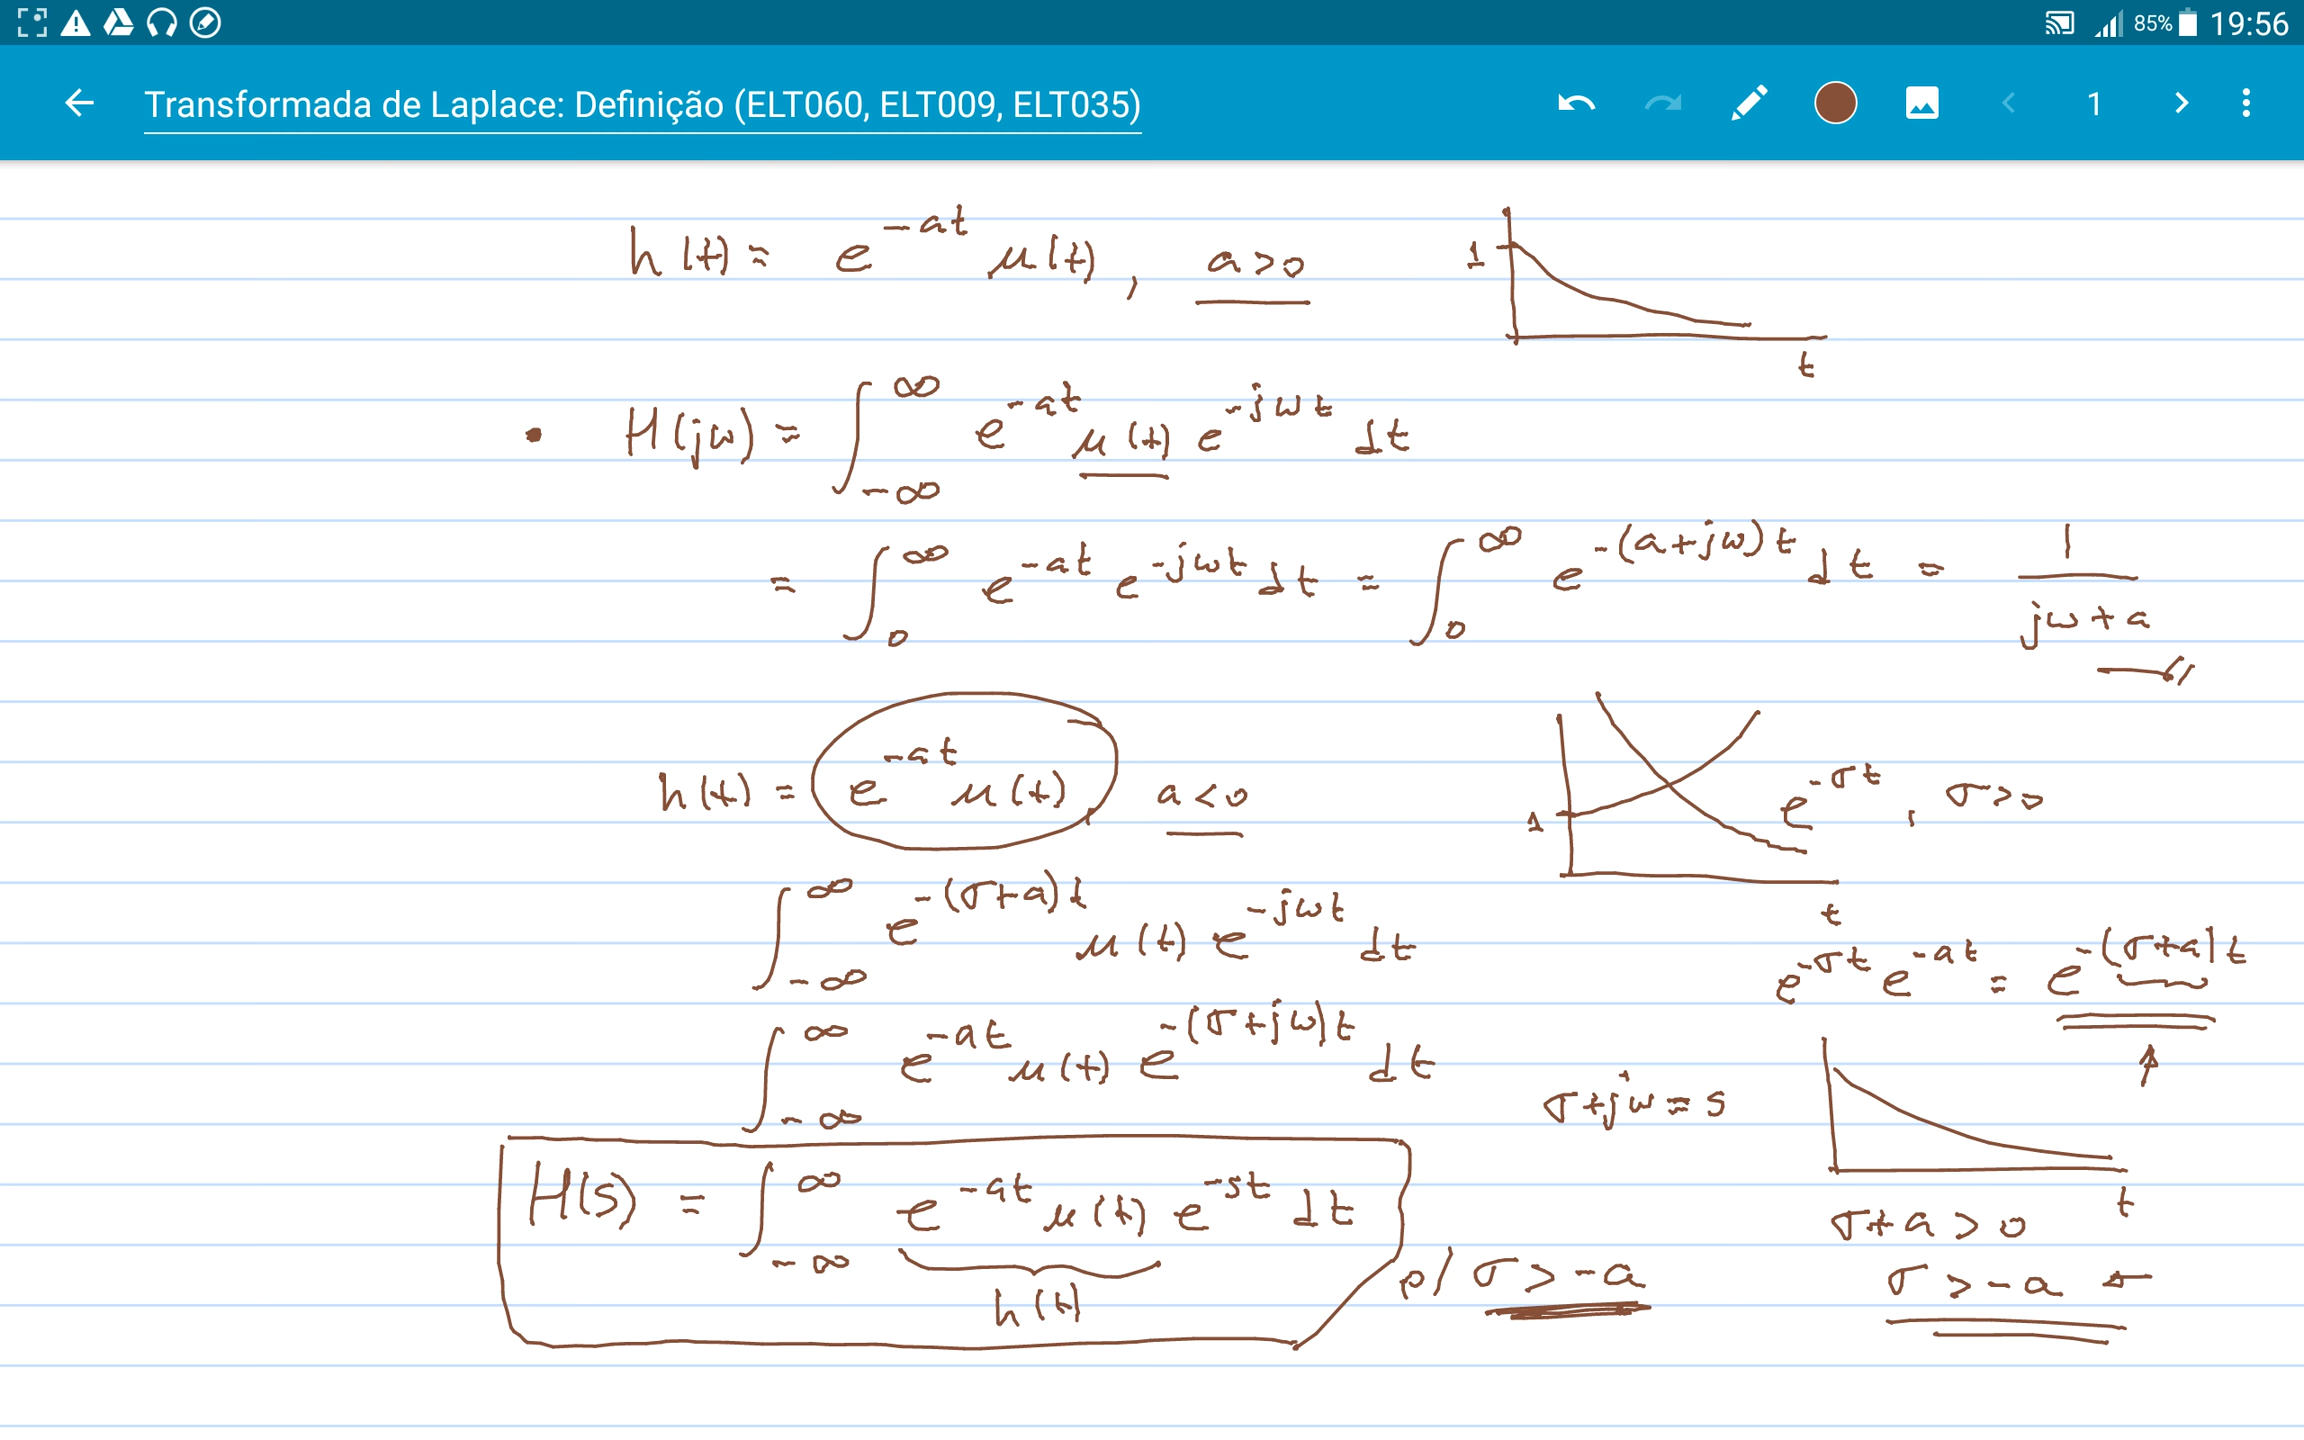 85% 19:56
Transformada de Laplace: Definição (ELT060, ELT009, ELT035) 1
h(t) = e^{-at} μ(t), a>0
1
t
• H(jω) = ∫_{-∞}^{∞} e^{-at} μ(t) e^{-jωt} dt
= ∫_{0}^{∞} e^{-at} e^{-jωt} dt = ∫_{0}^{∞} e^{-(a+jω)t} dt = 1/(jω+a)
h(t) = e^{-at} μ(t), a<0
1
e^{-σt}, σ>0
t
∫_{-∞}^{∞} e^{-(σ+a)t} μ(t) e^{-jωt} dt
e^{-σt} e^{-at} = e^{-(σ+a)t}
∫_{-∞}^{∞} e^{-at} μ(t) e^{-(σ+jω)t} dt
σ+jω = s
t
H(s) = ∫_{-∞}^{∞} e^{-at} μ(t) e^{-st} dt
h(t)
p/ σ > -a
σ+a > 0
σ > -a ←